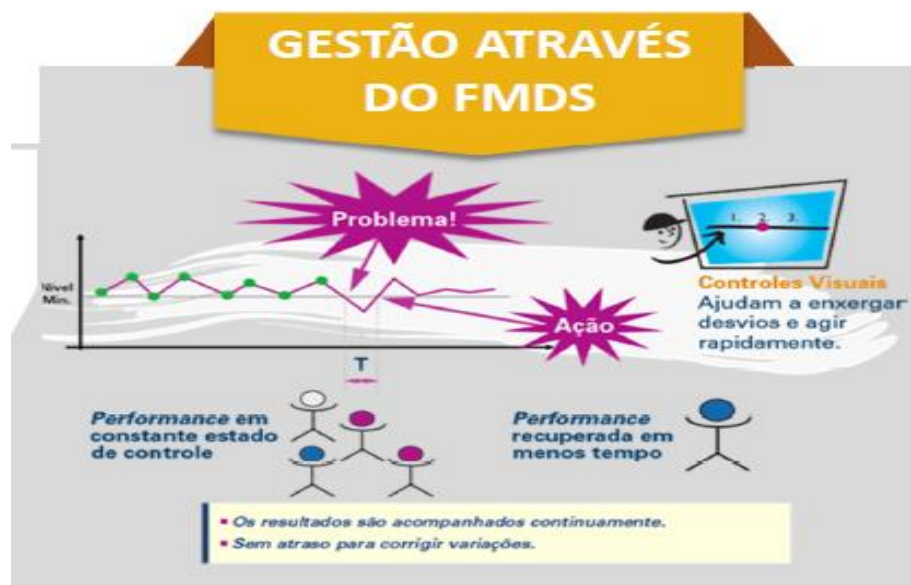 GESTÃO ATRAVÉS
DO FMDS
Problema!
1. 2. 3.
Nível
Min.
Controles Visuais
Ajudam a enxergar
desvios e agir
rapidamente.
Ação
T
Performance em
constante estado
de controle
Performance
recuperada em
menos tempo
▪ Os resultados são acompanhados continuamente.
▪ Sem atraso para corrigir variações.